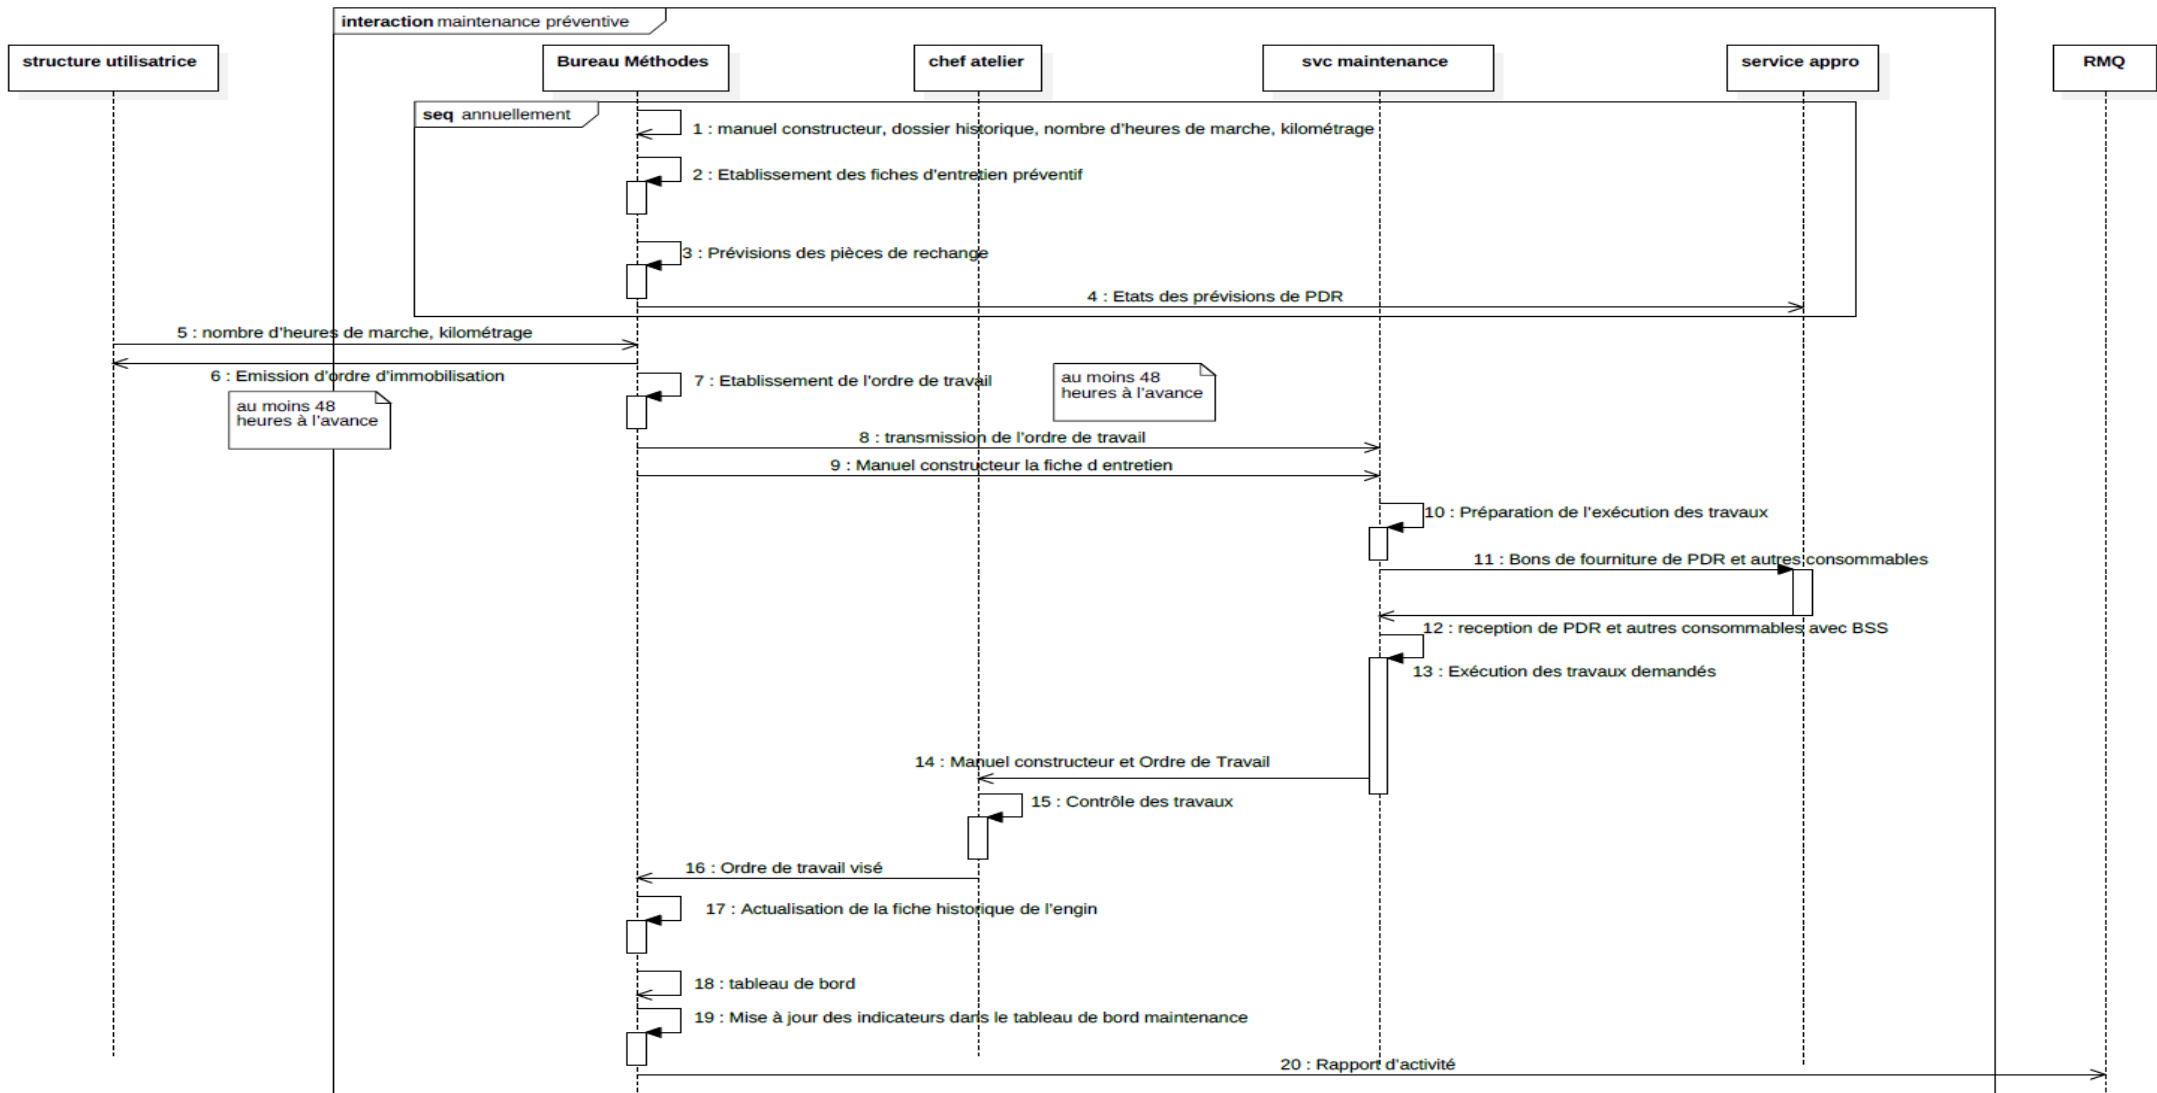 interaction maintenance préventive
structure utilisatrice
Bureau Méthodes
chef atelier
svc maintenance
service appro
RMQ
seq annuellement
1 : manuel constructeur, dossier historique, nombre d'heures de marche, kilométrage
2 : Etablissement des fiches d'entretien préventif
3 : Prévisions des pièces de rechange
4 : Etats des prévisions de PDR
5 : nombre d'heures de marche, kilométrage
6 : Emission d'ordre d'immobilisation
au moins 48
heures à l'avance
7 : Etablissement de l'ordre de travail
au moins 48
heures à l'avance
8 : transmission de l'ordre de travail
9 : Manuel constructeur la fiche d entretien
10 : Préparation de l'exécution des travaux
11 : Bons de fourniture de PDR et autres consommables
12 : reception de PDR et autres consommables avec BSS
13 : Exécution des travaux demandés
14 : Manuel constructeur et Ordre de Travail
15 : Contrôle des travaux
16 : Ordre de travail visé
17 : Actualisation de la fiche historique de l'engin
18 : tableau de bord
19 : Mise à jour des indicateurs dans le tableau de bord maintenance
20 : Rapport d'activité